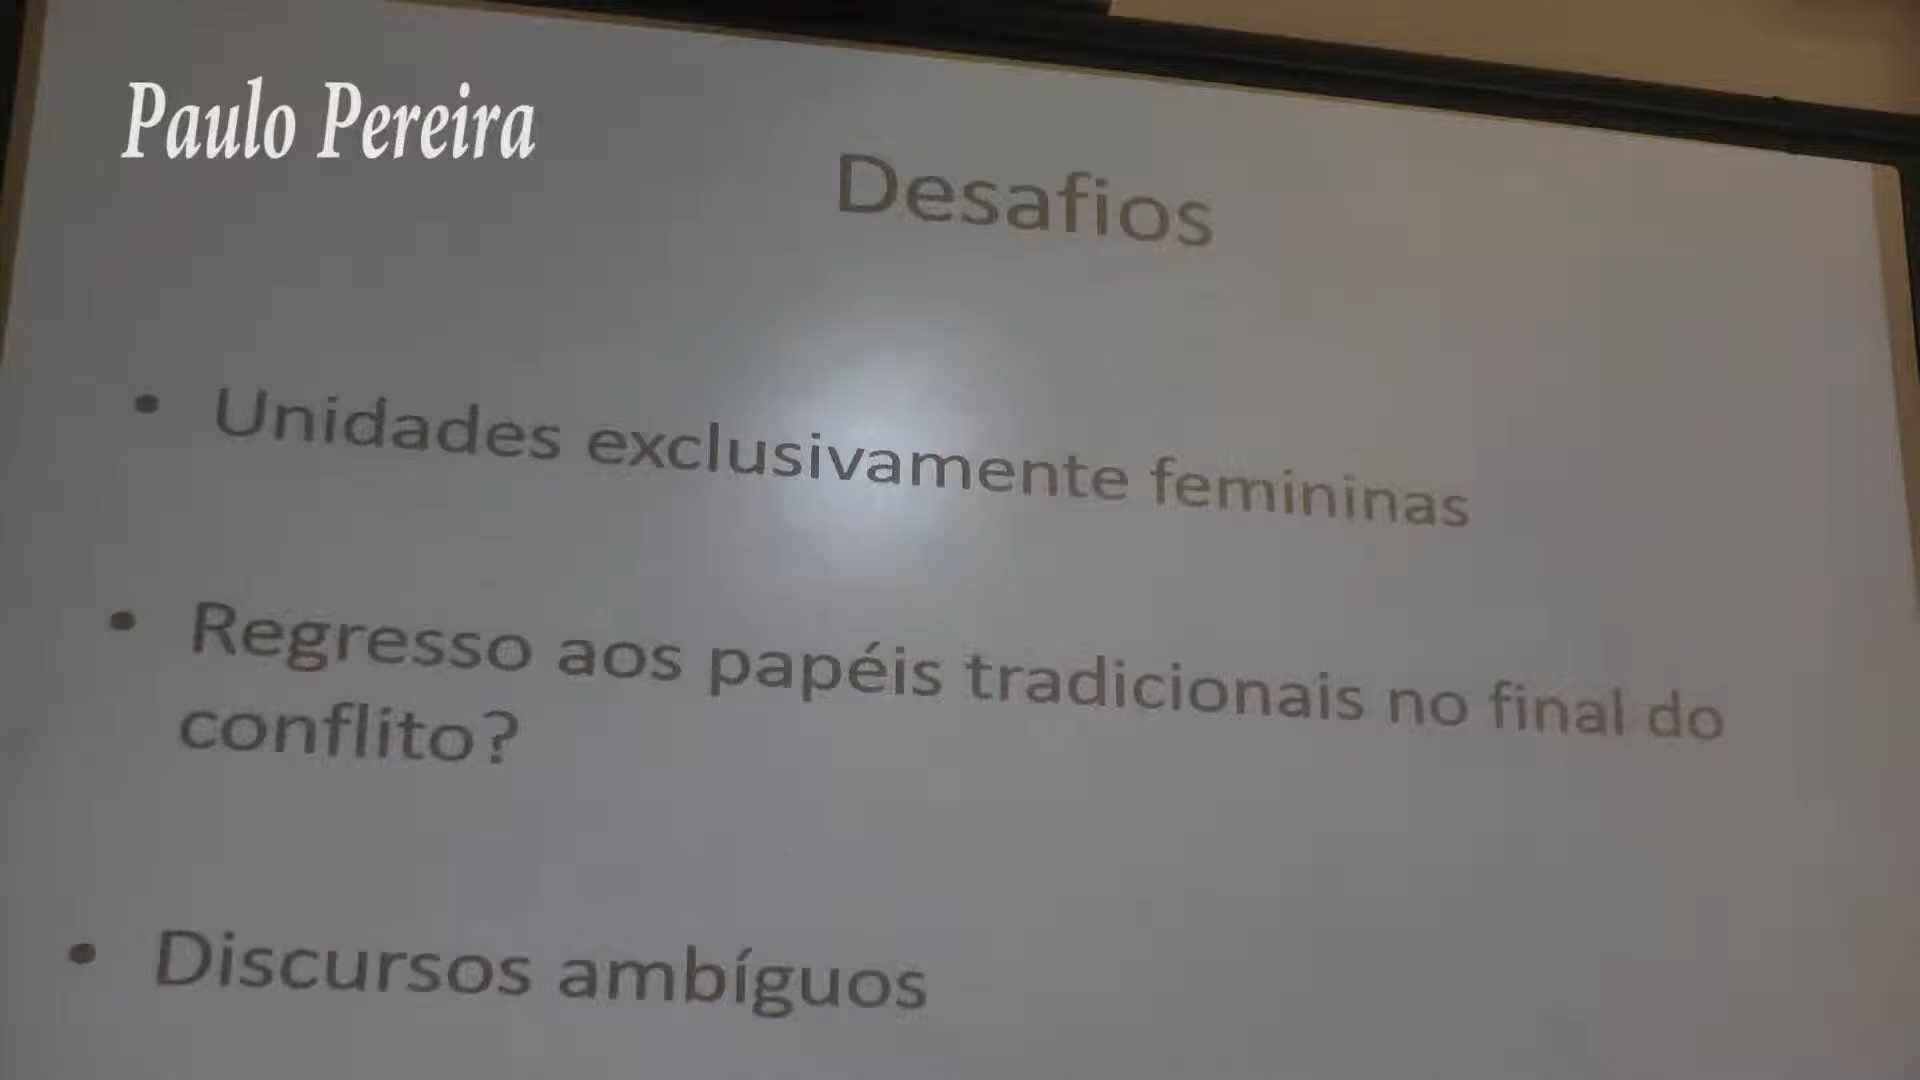 Paulo Pereira
Desafios
• Unidades exclusivamente femininas
• Regresso aos papéis tradicionais no final do
conflito?
• Discursos ambíguos